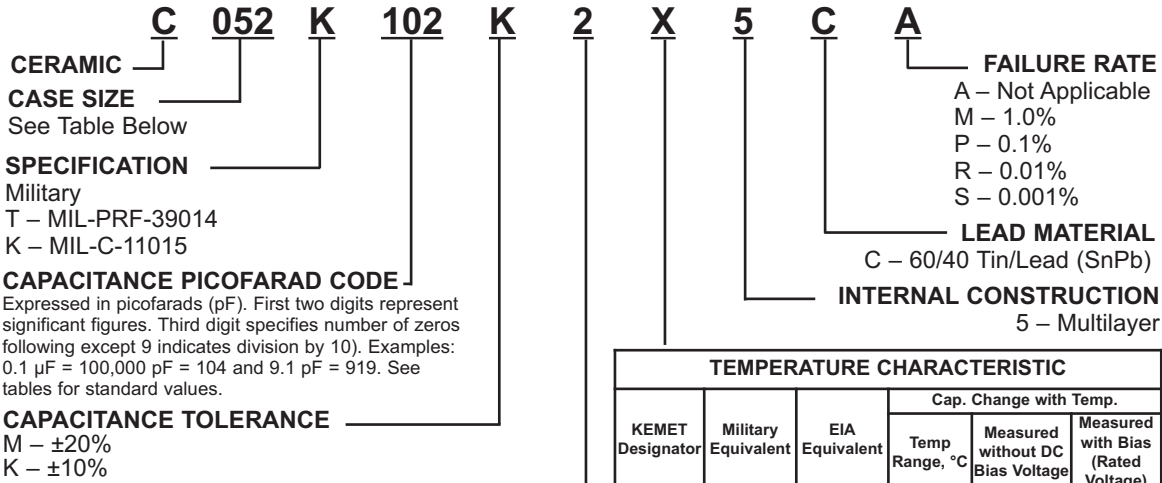 C 052 K 102 K 2 X 5 C A
CERAMIC
CASE SIZE
See Table Below
SPECIFICATION
Military
T – MIL-PRF-39014
K – MIL-C-11015
CAPACITANCE PICOFARAD CODE
Expressed in picofarads (pF). First two digits represent
significant figures. Third digit specifies number of zeros
following except 9 indicates division by 10). Examples:
0.1 µF = 100,000 pF = 104 and 9.1 pF = 919. See
tables for standard values.
CAPACITANCE TOLERANCE
M – ±20%
K – ±10%
FAILURE RATE
A – Not Applicable
M – 1.0%
P – 0.1%
R – 0.01%
S – 0.001%
LEAD MATERIAL
C – 60/40 Tin/Lead (SnPb)
INTERNAL CONSTRUCTION
5 – Multilayer
TEMPERATURE CHARACTERISTIC
Cap. Change with Temp.
KEMET
Designator
Military
Equivalent
EIA
Equivalent
Temp
Range, °C
Measured
without DC
Bias Voltage
Measured
with Bias
(Rated
Voltage)